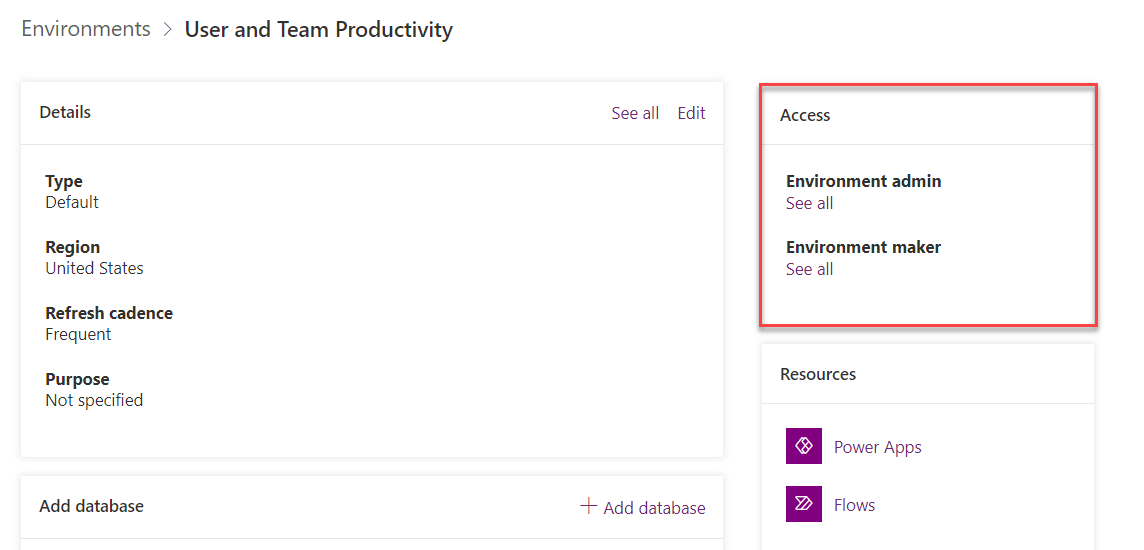 Environments > User and Team Productivity
Details
See all
Edit
Type
Default
Region
United States
Refresh cadence
Frequent
Purpose
Not specified
Add database
+ Add database
Access
Environment admin
See all
Environment maker
See all
Resources
Power Apps
Flows